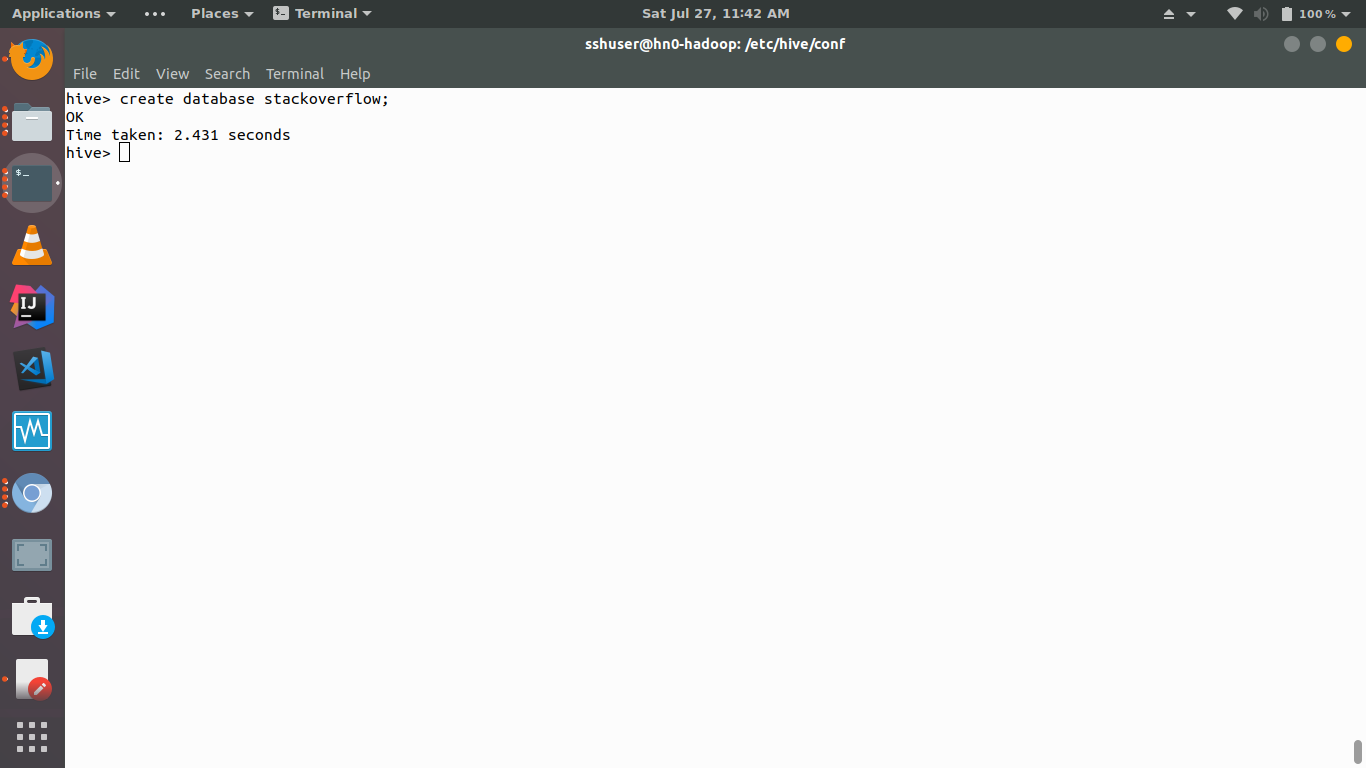 Applications Places Terminal Sat Jul 27, 11:42 AM 100 %
sshuser@hn0-hadoop: /etc/hive/conf
File Edit View Search Terminal Help
hive> create database stackoverflow;
OK
Time taken: 2.431 seconds
hive>
$_
IJ